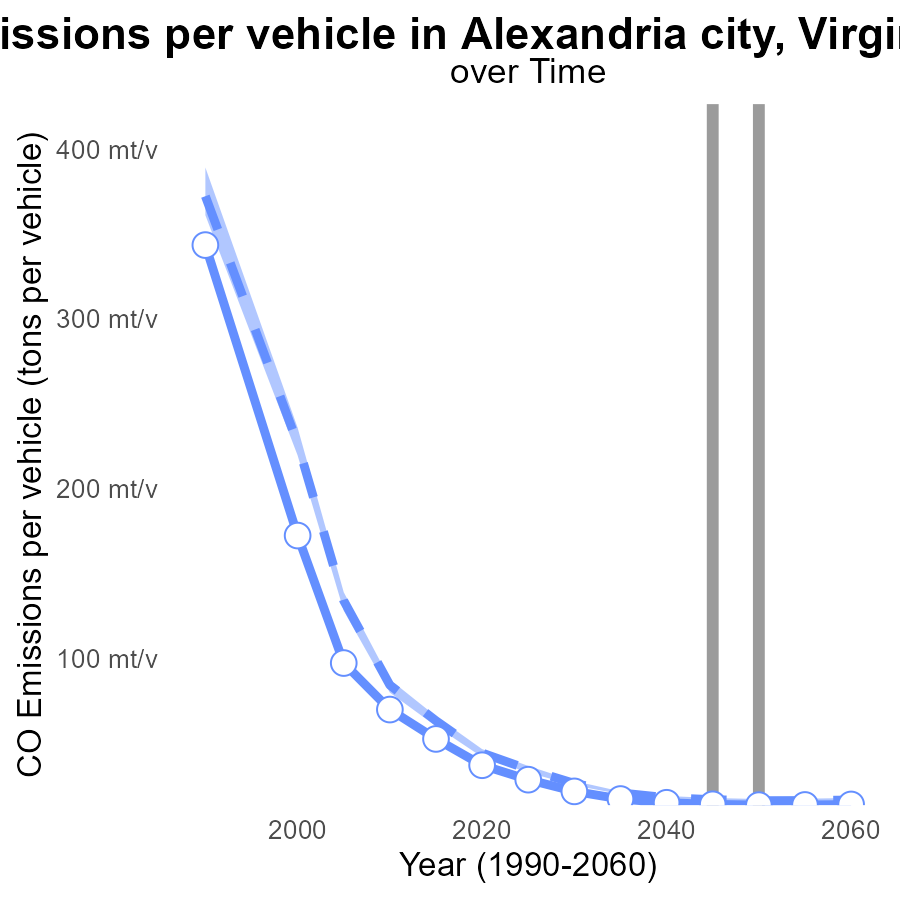 issions per vehicle in Alexandria city, Virgi
over Time
CO Emissions per vehicle (tons per vehicle)
400 mt/v
300 mt/v
200 mt/v
100 mt/v
2000 2020 2040 2060
Year (1990-2060)